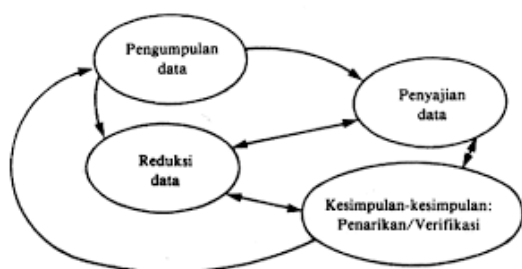 Pengumpulan
data
Penyajian
data
Reduksi
data
Kesimpulan-kesimpulan:
Penarikan/Verifikasi